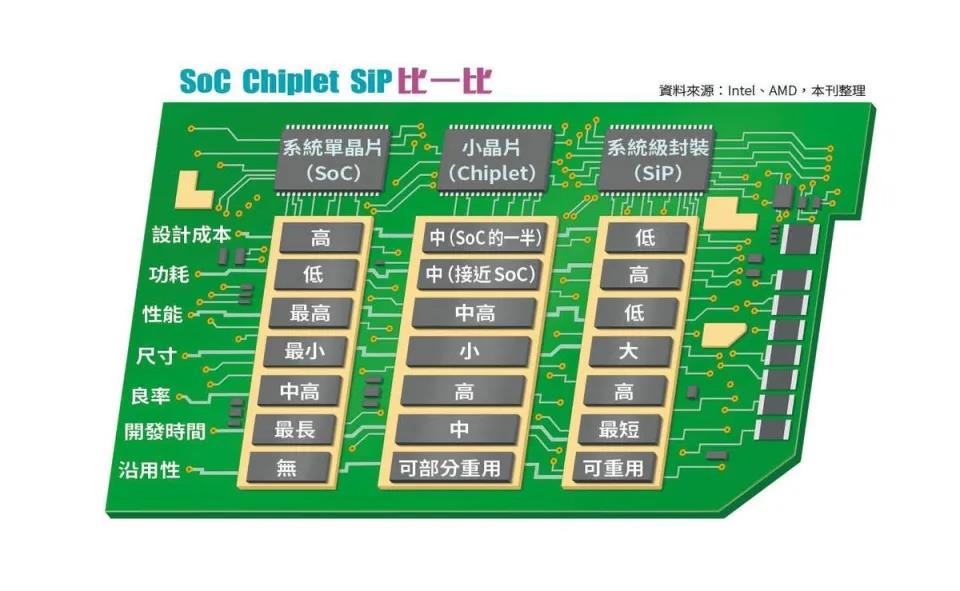 SoC Chiplet SiP 比一比
資料來源：Intel、AMD，本刊整理
系統單晶片
（SoC）
小晶片
（Chiplet）
系統級封裝
（SiP）
設計成本 高 中（SoC的一半） 低
功耗 低 中（接近SoC） 高
性能 最高 中高 低
尺寸 最小 小 大
良率 中高 高 高
開發時間 最長 中 最短
沿用性 無 可部分重用 可重用